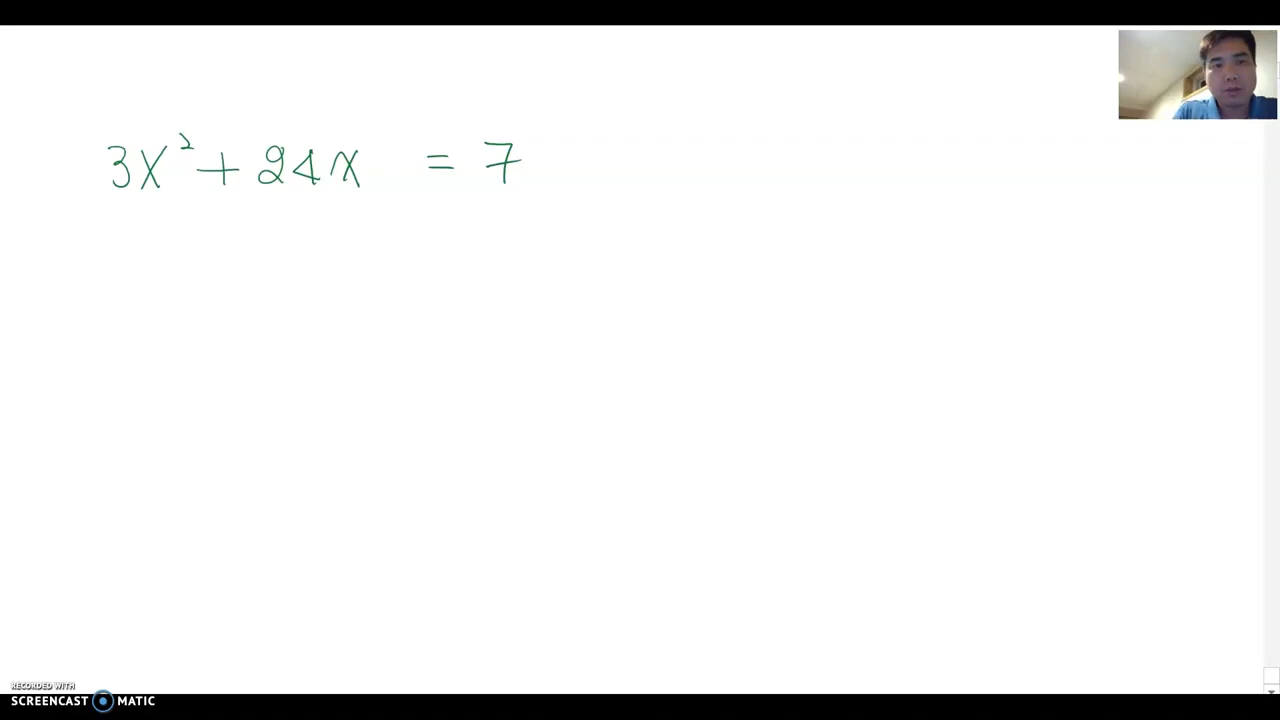 3x² + 24x = 7
RECORDED WITH
SCREENCAST MATIC